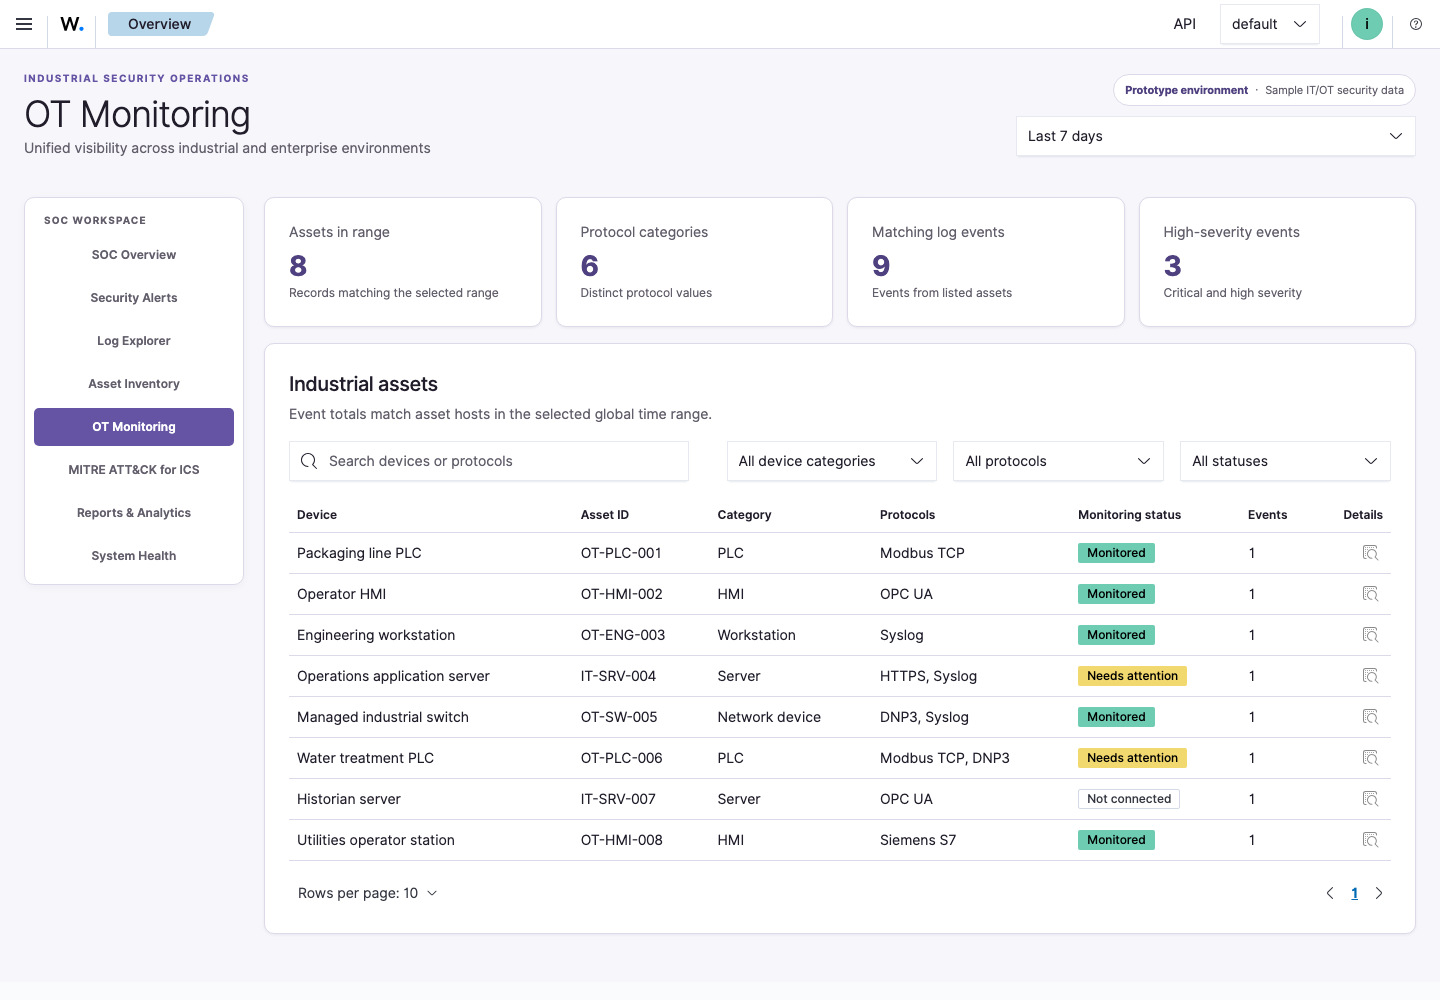 W. Overview API default i
INDUSTRIAL SECURITY OPERATIONS
OT Monitoring
Unified visibility across industrial and enterprise environments
Prototype environment · Sample IT/OT security data
Last 7 days
SOC WORKSPACE
SOC Overview
Security Alerts
Log Explorer
Asset Inventory
OT Monitoring
MITRE ATT&CK for ICS
Reports & Analytics
System Health
Assets in range
8
Records matching the selected range
Protocol categories
6
Distinct protocol values
Matching log events
9
Events from listed assets
High-severity events
3
Critical and high severity
Industrial assets
Event totals match asset hosts in the selected global time range.
Search devices or protocols All device categories All protocols All statuses
Device Asset ID Category Protocols Monitoring status Events Details
Packaging line PLC OT-PLC-001 PLC Modbus TCP Monitored 1
Operator HMI OT-HMI-002 HMI OPC UA Monitored 1
Engineering workstation OT-ENG-003 Workstation Syslog Monitored 1
Operations application server IT-SRV-004 Server HTTPS, Syslog Needs attention 1
Managed industrial switch OT-SW-005 Network device DNP3, Syslog Monitored 1
Water treatment PLC OT-PLC-006 PLC Modbus TCP, DNP3 Needs attention 1
Historian server IT-SRV-007 Server OPC UA Not connected 1
Utilities operator station OT-HMI-008 HMI Siemens S7 Monitored 1
Rows per page: 10 1